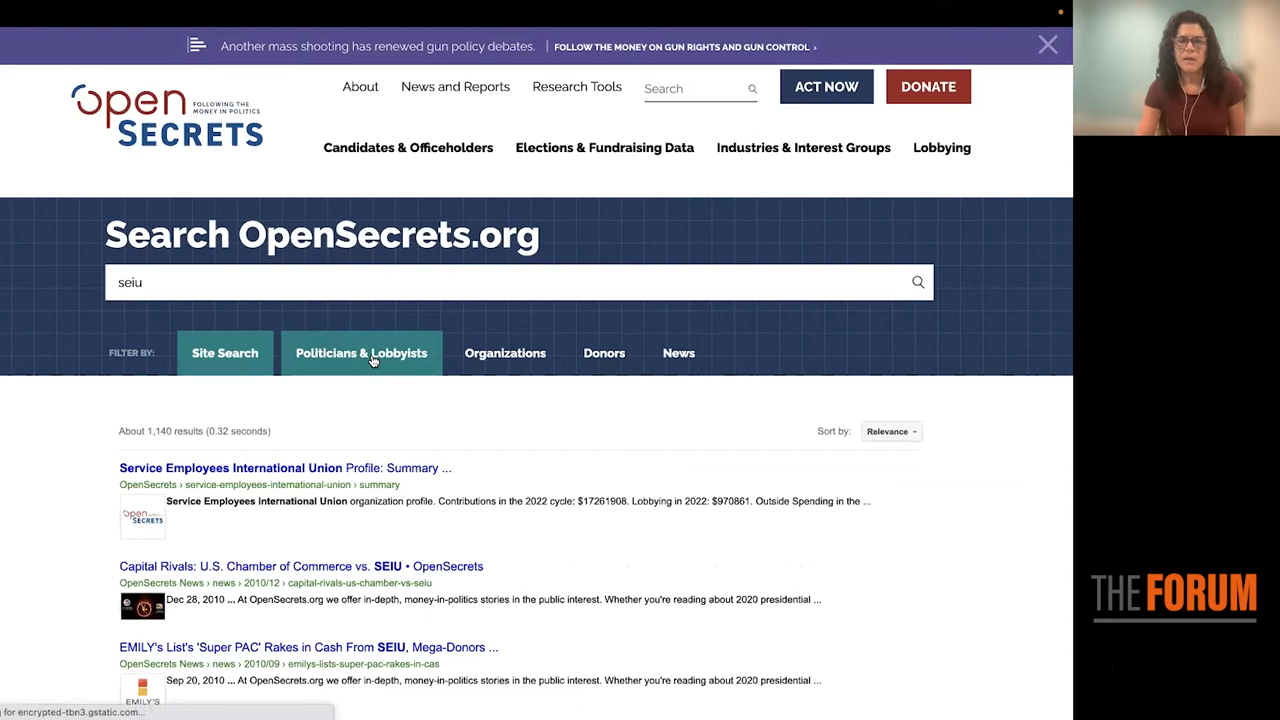 Another mass shooting has renewed gun policy debates. | FOLLOW THE MONEY ON GUN RIGHTS AND GUN CONTROL ›
About News and Reports Research Tools Search ACT NOW DONATE
open SECRETS FOLLOWING THE MONEY IN POLITICS
Candidates & Officeholders Elections & Fundraising Data Industries & Interest Groups Lobbying
Search OpenSecrets.org
seiu
FILTER BY: Site Search Politicians & Lobbyists Organizations Donors News
About 1,140 results (0.32 seconds) Sort by: Relevance
Service Employees International Union Profile: Summary ...
OpenSecrets › service-employees-international-union › summary
open SECRETS
Service Employees International Union organization profile. Contributions in the 2022 cycle: $17261908. Lobbying in 2022: $970861. Outside Spending in the ...
Capital Rivals: U.S. Chamber of Commerce vs. SEIU • OpenSecrets
OpenSecrets News › news › 2010/12 › capital-rivals-us-chamber-vs-seiu
Dec 28, 2010 ... At OpenSecrets.org we offer in-depth, money-in-politics stories in the public interest. Whether you're reading about 2020 presidential ...
EMILY's List's 'Super PAC' Rakes in Cash From SEIU, Mega-Donors ...
OpenSecrets News › news › 2010/09 › emilys-lists-super-pac-rakes-in-cas
Sep 20, 2010 ... At OpenSecrets.org we offer in-depth, money-in-politics stories in the public interest. Whether you're reading about 2020 presidential ...
EMILY'S
g for encrypted-tbn3.gstatic.com...
THE FORUM